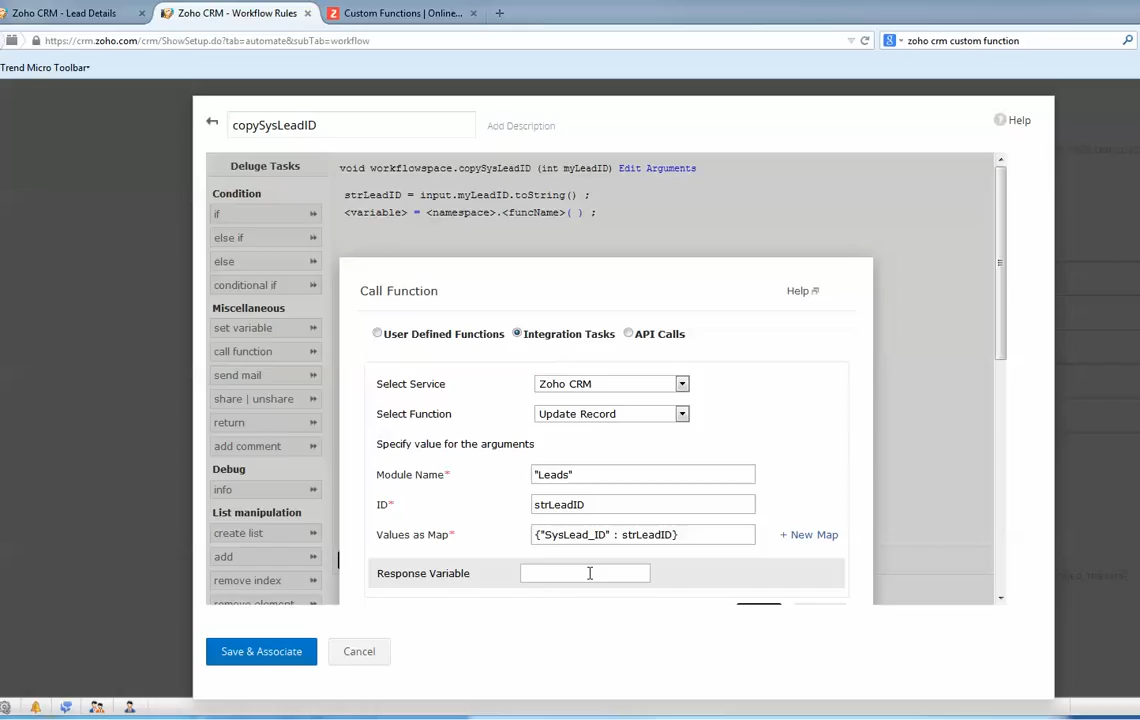 Zoho CRM - Lead Details × Zoho CRM - Workflow Rules × Custom Functions | Online... × +
https://crm.zoho.com/crm/ShowSetup.do?tab=automate&subTab=workflow zoho crm custom function
Trend Micro Toolbar
copySysLeadID Add Description Help
Deluge Tasks
void workflowspace.copySysLeadID (int myLeadID) Edit Arguments
Condition
strLeadID = input.myLeadID.toString() ;
if
<variable> = <namespace>.<funcName>( ) ;
else if
else
conditional if
Call Function Help
Miscellaneous
set variable
User Defined Functions Integration Tasks API Calls
call function
send mail
Select Service Zoho CRM
share | unshare
Select Function Update Record
return
add comment
Specify value for the arguments
Debug
Module Name* "Leads"
info
ID* strLeadID
List manipulation
create list
Values as Map* {"SysLead_ID" : strLeadID} + New Map
add
Response Variable
remove index
remove element
Save & Associate Cancel